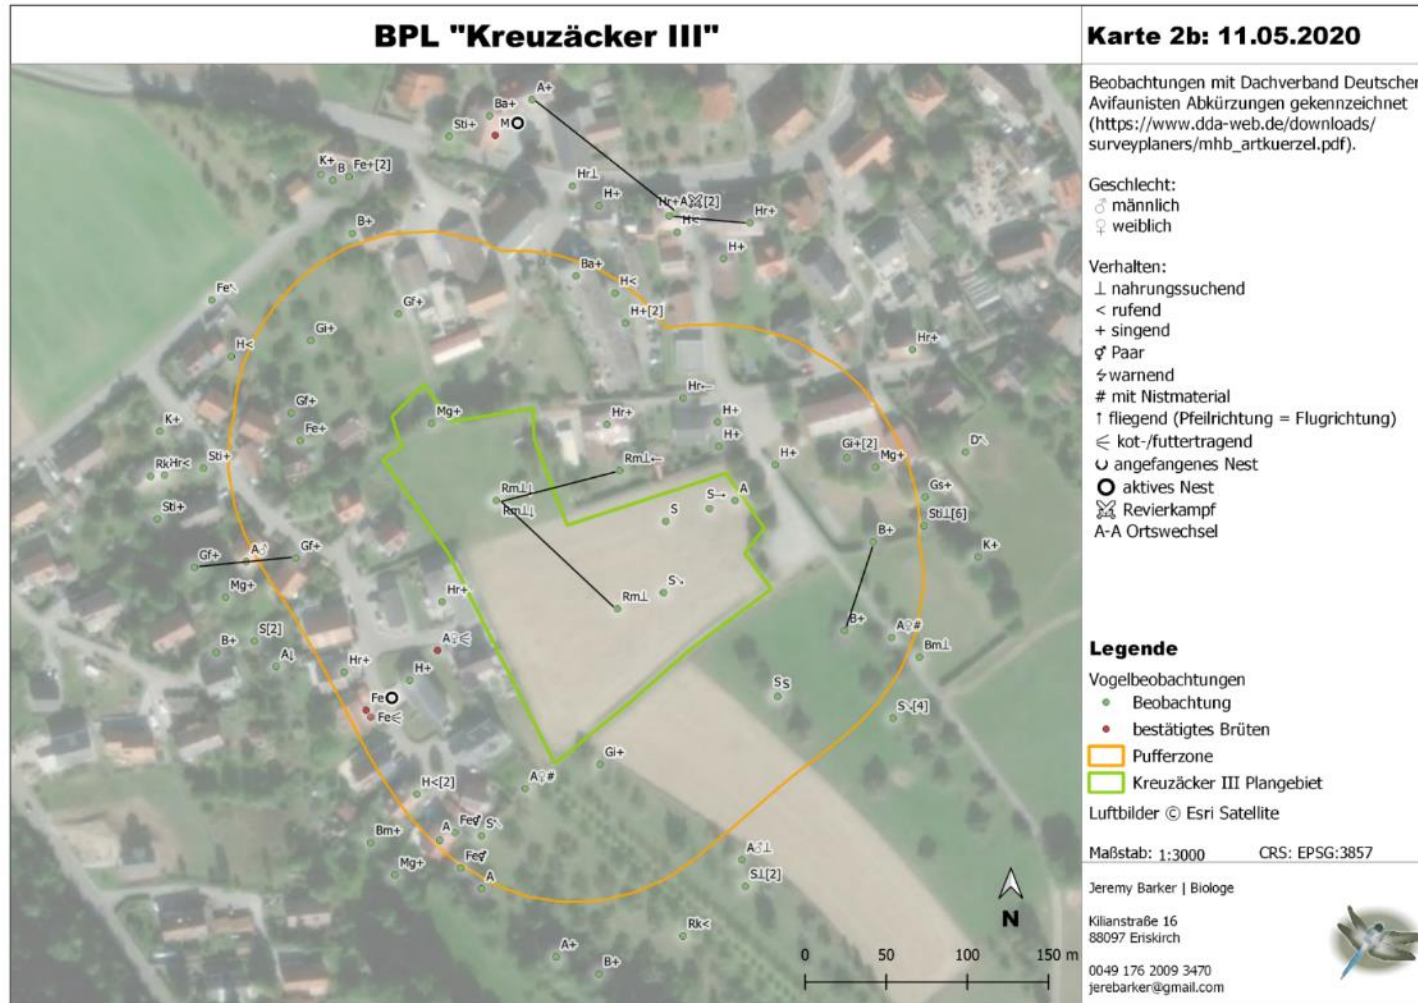 BPL "Kreuzäcker III"
Karte 2b: 11.05.2020
Beobachtungen mit Dachverband Deutscher
Avifaunisten Abkürzungen gekennzeichnet
(https://www.dda-web.de/downloads/
surveyplaners/mhb_artkuerzel.pdf).
Geschlecht:
♂ männlich
♀ weiblich
Verhalten:
⊥ nahrungssuchend
< rufend
+ singend
⚥ Paar
warnend
# mit Nistmaterial
↑ fliegend (Pfeilrichtung = Flugrichtung)
⋲ kot-/futtertragend
∪ angefangenes Nest
O aktives Nest
Revierkampf
A-A Ortswechsel
Legende
Vogelbeobachtungen
Beobachtung
bestätigtes Brüten
Pufferzone
Kreuzäcker III Plangebiet
Luftbilder © Esri Satellite
Maßstab: 1:3000 CRS: EPSG:3857
Jeremy Barker | Biologe
Kilianstraße 16
88097 Eriskirch
0049 176 2009 3470
jerebarker@gmail.com
A+
Ba+
M O
Sti+
K+
B
Fe+[2]
Hr⊥
H+
Hr+
A [2]
Hr+
H<
B+
H+
Ba+
H<
Fe↖
Gf+
H+[2]
Gi+
H<
Hr+
Hr←
Gf+
Mg+
Hr+
H+
K+
Fe+
H+
D↖
Rk
Hr<
Sti+
Rm⊥←
H+
Gi+[2]
Mg+
Rm⊥↓
Rm⊥↓
S→
A
Gs+
Sti+
S
Sti⊥[6]
B+
Gf+
A♂
Gf+
K+
Mg+
Hr+
Rm⊥
S↘
B+
S[2]
A♀⋲
B+
A♀#
Bm⊥
A↓
Hr+
H+
S
S
Fe O
Fe⋲
S↘[4]
Gi+
H<[2]
A♀#
Bm+
A
Fe⚥
S↖
Mg+
Fe⚥
A
A♂⊥
S⊥[2]
Rk<
A+
B+
N
0 50 100 150 m